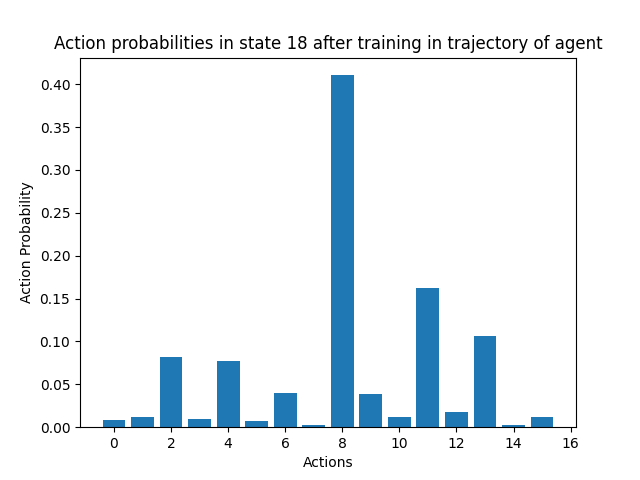 Action probabilities in state 18 after training in trajectory of agent
0.40
0.35
0.30
0.25
0.20
0.15
0.10
0.05
0.00
Action Probability
0 2 4 6 8 10 12 14 16
Actions